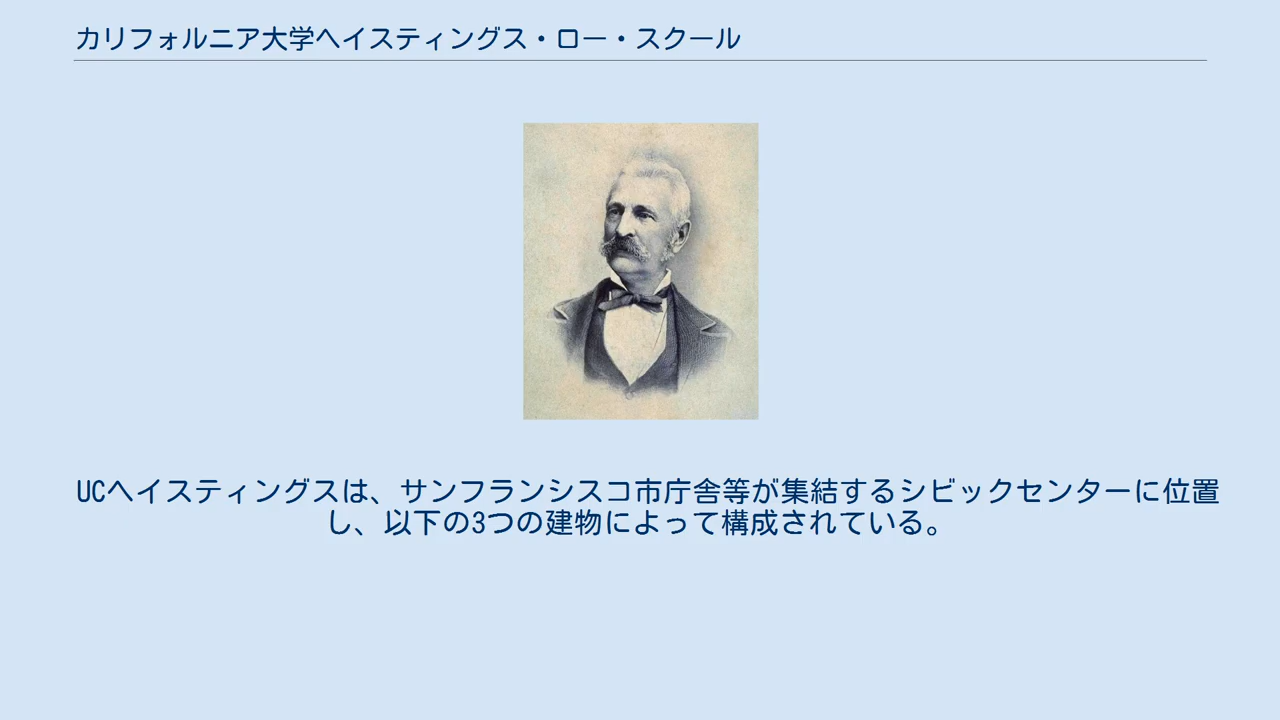 カリフォルニア大学ヘイスティングス・ロー・スクール
UCヘイスティングスは、サンフランシスコ市庁舎等が集結するシビックセンターに位置
し、以下の3つの建物によって構成されている。